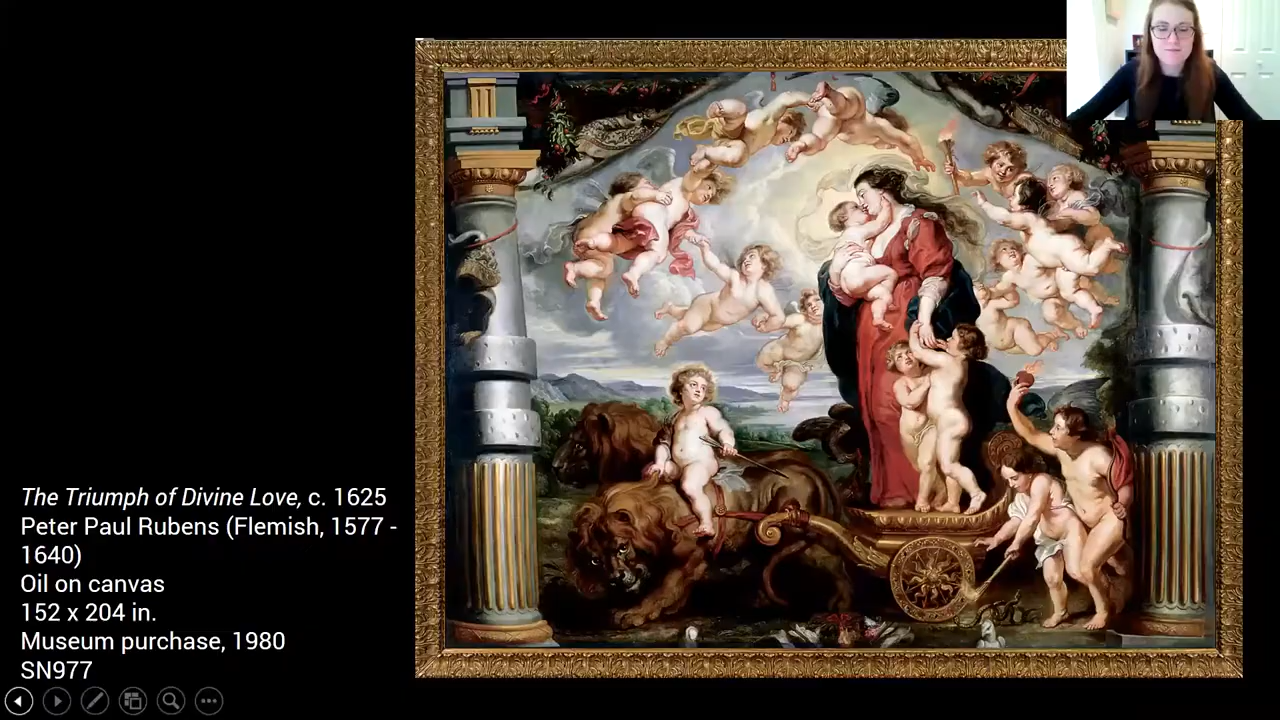 The Triumph of Divine Love, c. 1625
Peter Paul Rubens (Flemish, 1577 -
1640)
Oil on canvas
152 x 204 in.
Museum purchase, 1980
SN977